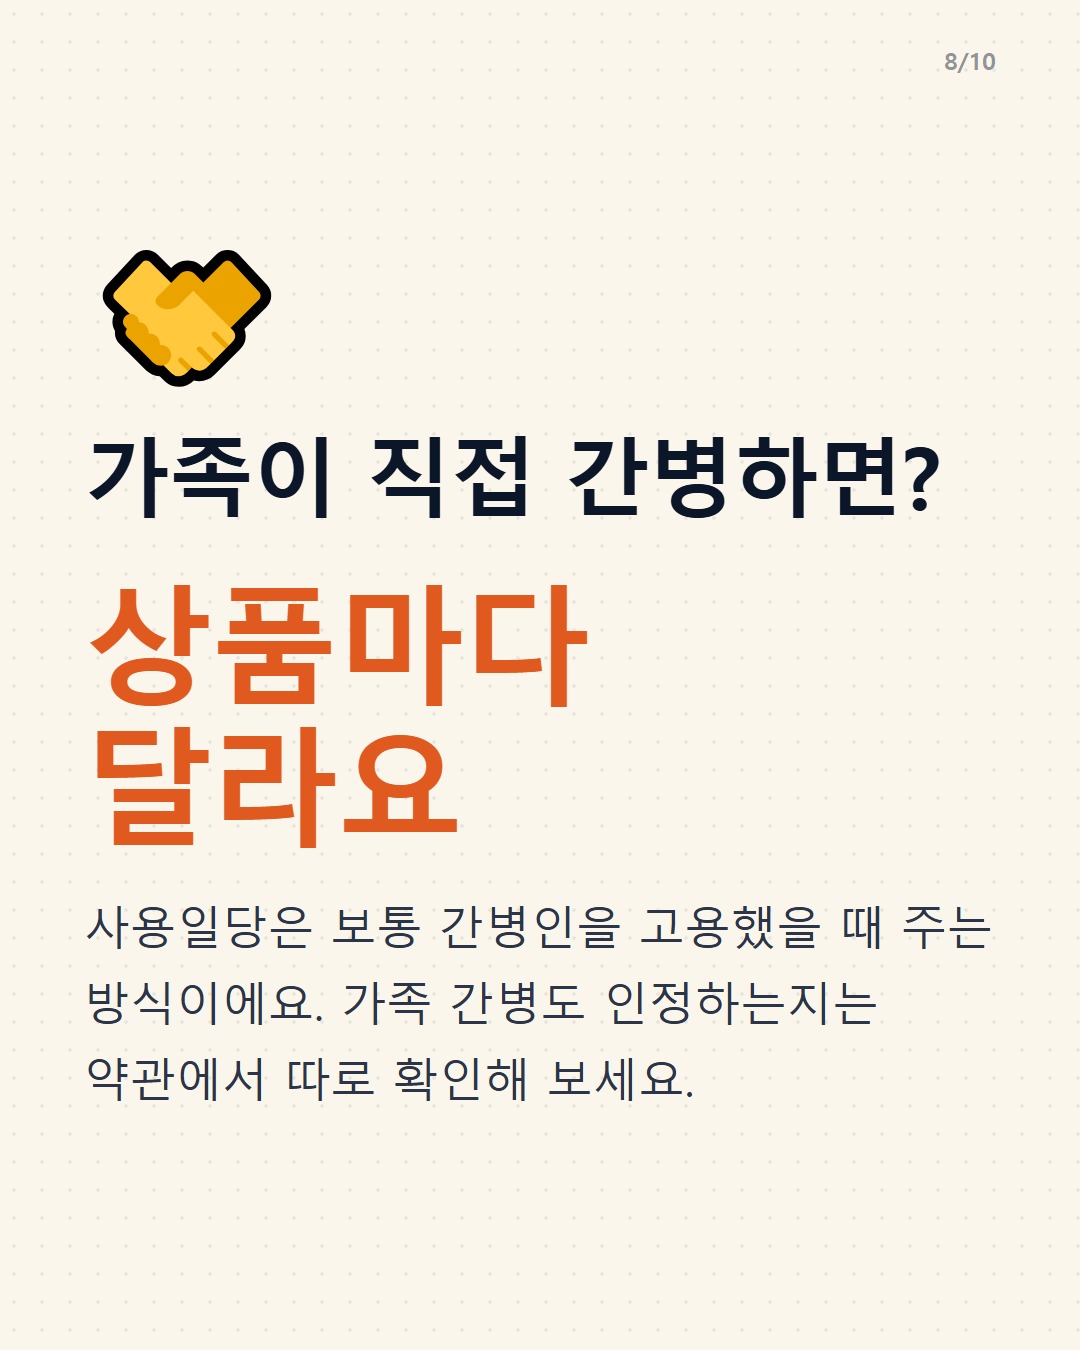 8/10
가족이 직접 간병하면?
상품마다
달라요
사용일당은 보통 간병인을 고용했을 때 주는
방식이에요. 가족 간병도 인정하는지는
약관에서 따로 확인해 보세요.